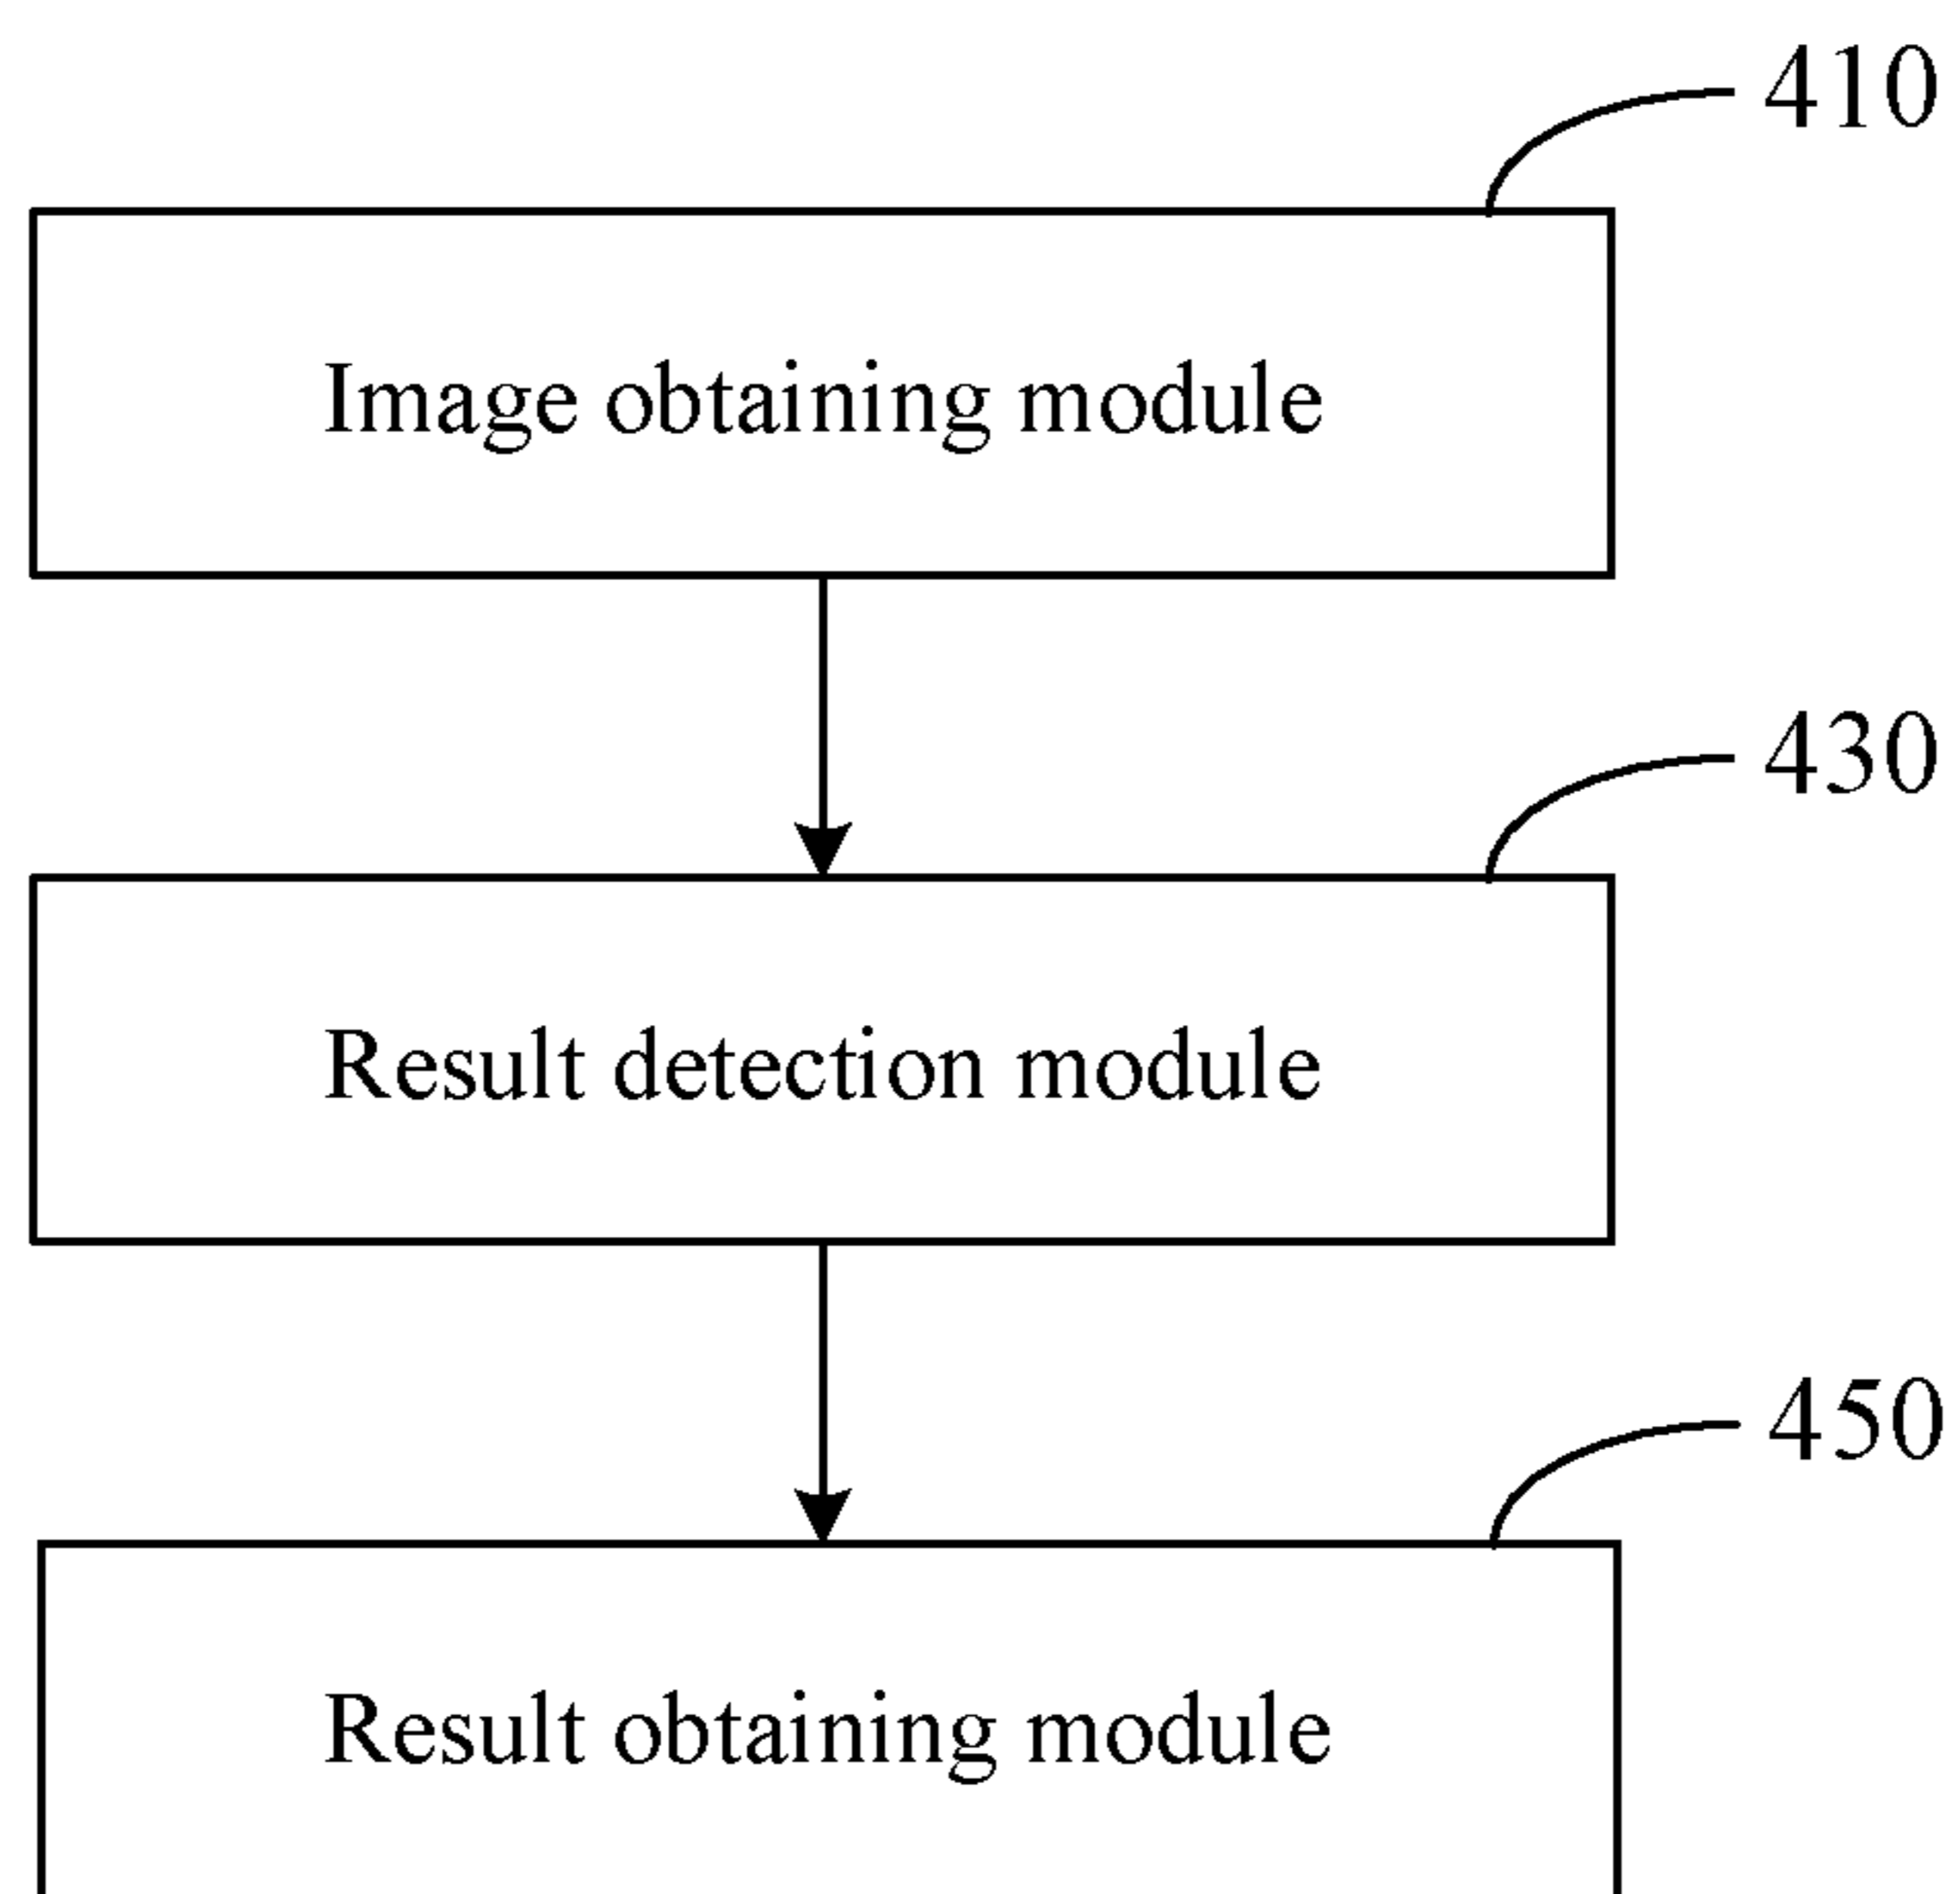 410
Image obtaining module
430
Result detection module
450
Result obtaining module